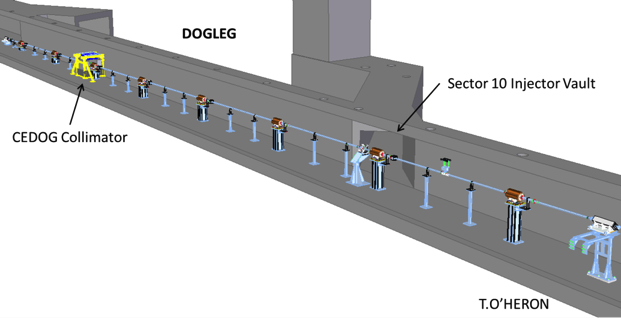 DOGLEG
Sector 10 Injector Vault
CEDOG Collimator
T.O’HERON